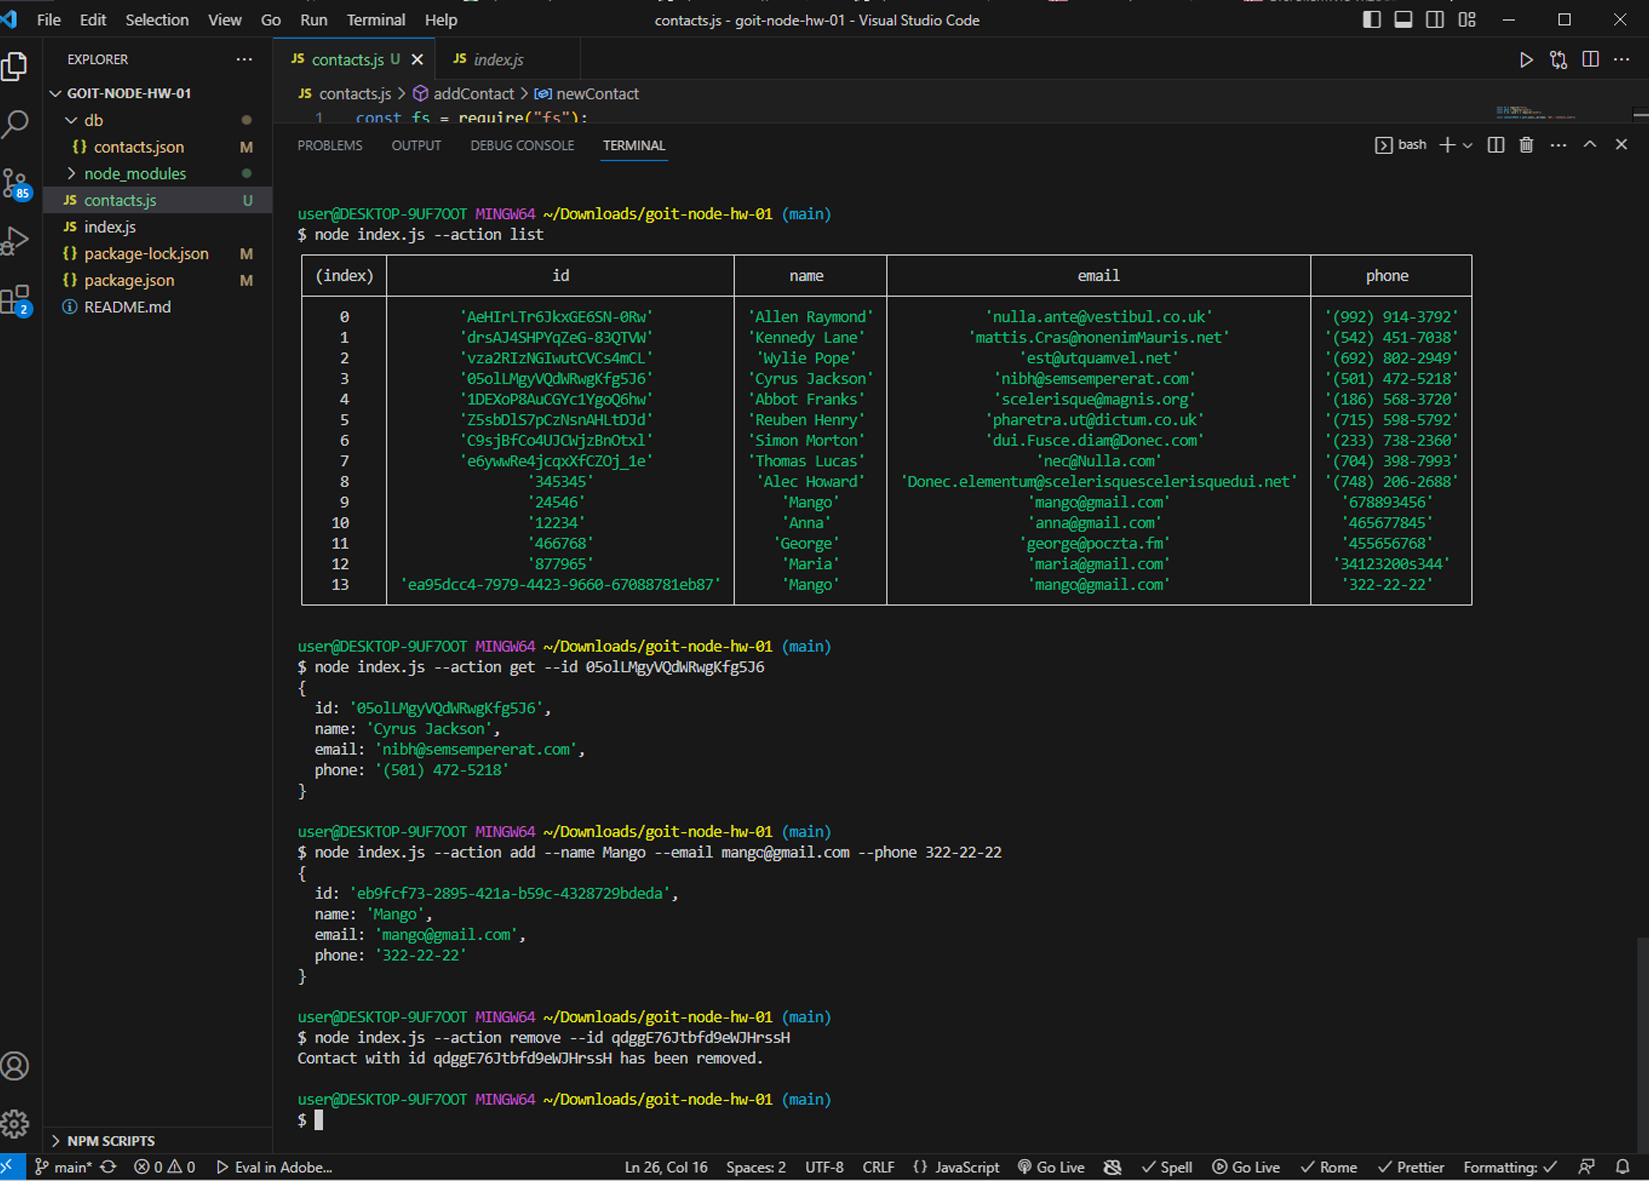 File Edit Selection View Go Run Terminal Help
contacts.js - goit-node-hw-01 - Visual Studio Code
EXPLORER
GOIT-NODE-HW-01
db
{} contacts.json M
node_modules
JS contacts.js U
JS index.js
{} package-lock.json M
{} package.json M
README.md
85
2
NPM SCRIPTS
JS contacts.js U
JS index.js
JS contacts.js > addContact > newContact
1 const fs = require("fs");
PROBLEMS OUTPUT DEBUG CONSOLE TERMINAL
bash
user@DESKTOP-9UF7OOT MINGW64 ~/Downloads/goit-node-hw-01 (main)
$ node index.js --action list
(index) id name email phone
0 'AeHIrLTr6JkxGE6SN-0Rw' 'Allen Raymond' 'nulla.ante@vestibul.co.uk' '(992) 914-3792'
1 'drsAJ4SHPYqZeG-83QTVW' 'Kennedy Lane' 'mattis.Cras@nonenimMauris.net' '(542) 451-7038'
2 'vza2RIzNGIwutCVCs4mCL' 'Wylie Pope' 'est@utquamvel.net' '(692) 802-2949'
3 '05olLMgyVQdWRwgKfg5J6' 'Cyrus Jackson' 'nibh@semsempererat.com' '(501) 472-5218'
4 '1DEXoP8AuCGYc1YgoQ6hw' 'Abbot Franks' 'scelerisque@magnis.org' '(186) 568-3720'
5 'Z5sbDlS7pCzNsnAHLtDJd' 'Reuben Henry' 'pharetra.ut@dictum.co.uk' '(715) 598-5792'
6 'C9sjBfCo4UJCWjzBnOtxl' 'Simon Morton' 'dui.Fusce.diam@Donec.com' '(233) 738-2360'
7 'e6ywwRe4jcqxXfCZOj_1e' 'Thomas Lucas' 'nec@Nulla.com' '(704) 398-7993'
8 '345345' 'Alec Howard' 'Donec.elementum@scelerisquescelerisquedui.net' '(748) 206-2688'
9 '24546' 'Mango' 'mango@gmail.com' '678893456'
10 '12234' 'Anna' 'anna@gmail.com' '465677845'
11 '466768' 'George' 'george@poczta.fm' '455656768'
12 '877965' 'Maria' 'maria@gmail.com' '34123200s344'
13 'ea95dcc4-7979-4423-9660-67088781eb87' 'Mango' 'mango@gmail.com' '322-22-22'
user@DESKTOP-9UF7OOT MINGW64 ~/Downloads/goit-node-hw-01 (main)
$ node index.js --action get --id 05olLMgyVQdWRwgKfg5J6
{
id: '05olLMgyVQdWRwgKfg5J6',
name: 'Cyrus Jackson',
email: 'nibh@semsempererat.com',
phone: '(501) 472-5218'
}
user@DESKTOP-9UF7OOT MINGW64 ~/Downloads/goit-node-hw-01 (main)
$ node index.js --action add --name Mango --email mango@gmail.com --phone 322-22-22
{
id: 'eb9fcf73-2895-421a-b59c-4328729bdeda',
name: 'Mango',
email: 'mango@gmail.com',
phone: '322-22-22'
}
user@DESKTOP-9UF7OOT MINGW64 ~/Downloads/goit-node-hw-01 (main)
$ node index.js --action remove --id qdggE76Jtbfd9eWJHrssH
Contact with id qdggE76Jtbfd9eWJHrssH has been removed.
user@DESKTOP-9UF7OOT MINGW64 ~/Downloads/goit-node-hw-01 (main)
$
main* 0 0 Eval in Adobe... Ln 26, Col 16 Spaces: 2 UTF-8 CRLF {} JavaScript Go Live Spell Go Live Rome Prettier Formatting: